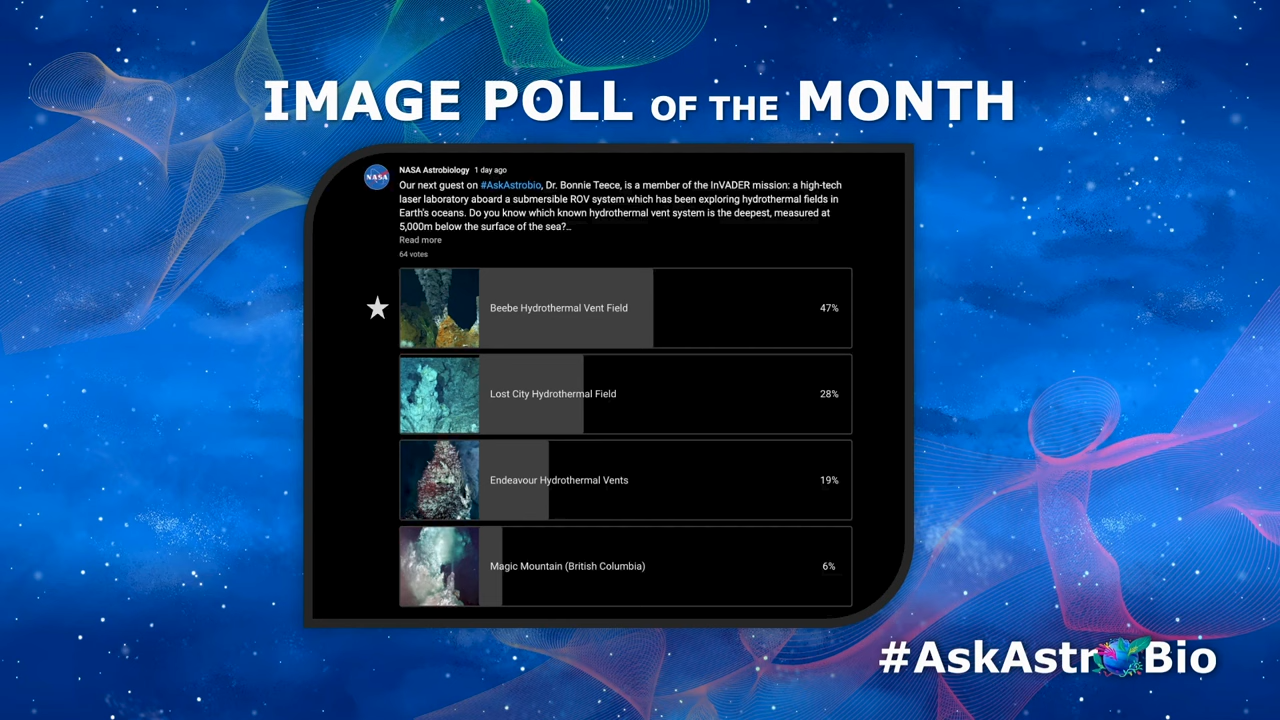 IMAGE POLL OF THE MONTH
NASA
NASA Astrobiology 1 day ago
Our next guest on #AskAstrobio, Dr. Bonnie Teece, is a member of the InVADER mission: a high-tech
laser laboratory aboard a submersible ROV system which has been exploring hydrothermal fields in
Earth's oceans. Do you know which known hydrothermal vent system is the deepest, measured at
5,000m below the surface of the sea?...
Read more
64 votes
Beebe Hydrothermal Vent Field 47%
Lost City Hydrothermal Field 28%
Endeavour Hydrothermal Vents 19%
Magic Mountain (British Columbia) 6%
#AskAstroBio